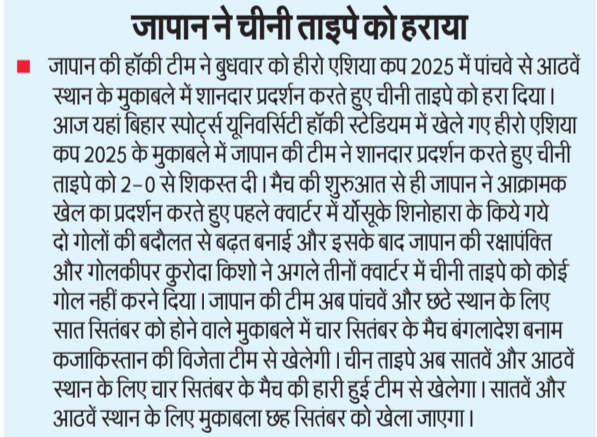 जापान ने चीनी ताइपे को हराया
जापान की हॉकी टीम ने बुधवार को हीरो एशिया कप 2025 में पांचवे से आठवें
स्थान के मुकाबले में शानदार प्रदर्शन करते हुए चीनी ताइपे को हरा दिया।
आज यहां बिहार स्पोर्ट्स यूनिवर्सिटी हॉकी स्टेडियम में खेले गए हीरो एशिया
कप 2025 के मुकाबले में जापान की टीम ने शानदार प्रदर्शन करते हुए चीनी
ताइपे को 2-0 से शिकस्त दी। मैच की शुरुआत से ही जापान ने आक्रामक
खेल का प्रदर्शन करते हुए पहले क्वार्टर में र्योसूके शिनोहारा के किये गये
दो गोलों की बदौलत से बढ़त बनाई और इसके बाद जापान की रक्षापंक्ति
और गोलकीपर कुरोदा किशो ने अगले तीनों क्वार्टर में चीनी ताइपे को कोई
गोल नहीं करने दिया। जापान की टीम अब पांचवें और छठे स्थान के लिए
सात सितंबर को होने वाले मुकाबले में चार सितंबर के मैच बंगलादेश बनाम
कजाकिस्तान की विजेता टीम से खेलेगी। चीन ताइपे अब सातवें और आठवें
स्थान के लिए चार सितंबर के मैच की हारी हुई टीम से खेलेगा। सातवें और
आठवें स्थान के लिए मुकाबला छह सितंबर को खेला जाएगा।